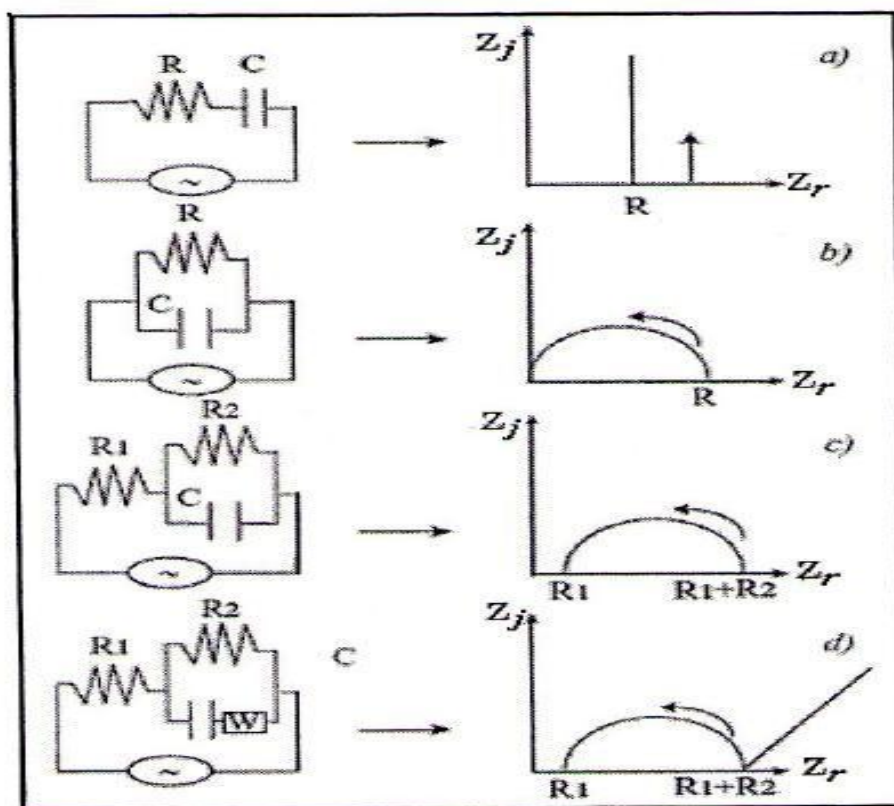 R C Zj a)
~ R Zr
R Zj b)
C
~ R Zr
R2 Zj c)
R1
C
~ R1 R1+R2 Zr
R2 Zj d)
R1 C
W
~ R1 R1+R2 Zr